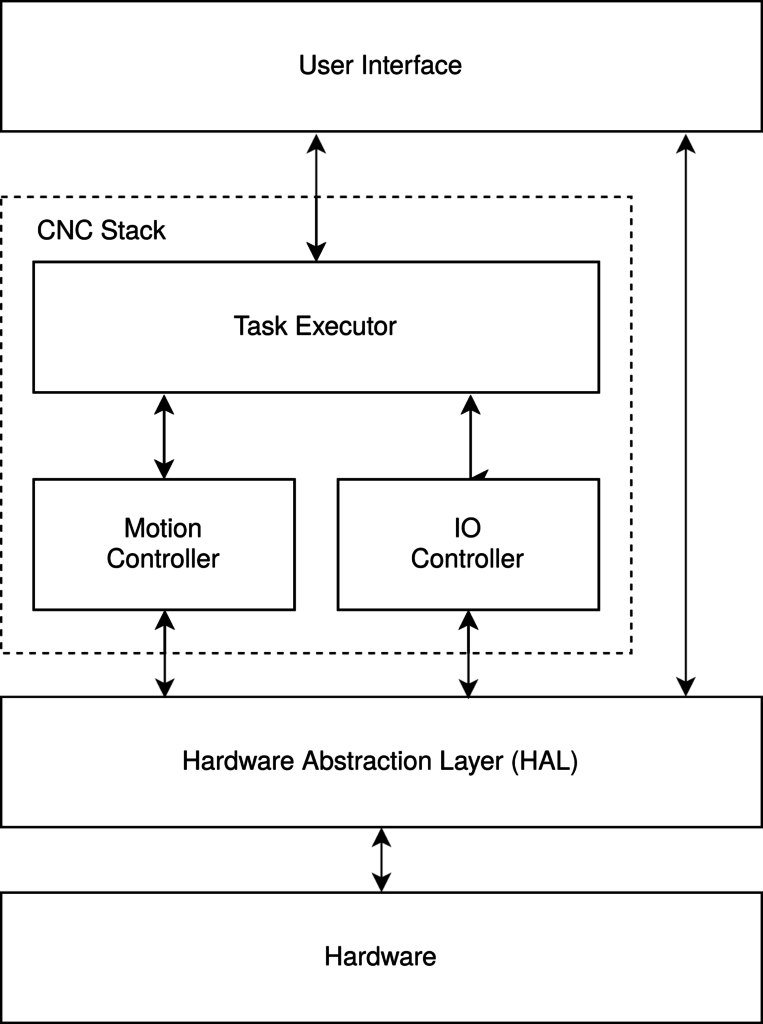 User Interface
CNC Stack
Task Executor
Motion
Controller
IO
Controller
Hardware Abstraction Layer (HAL)
Hardware